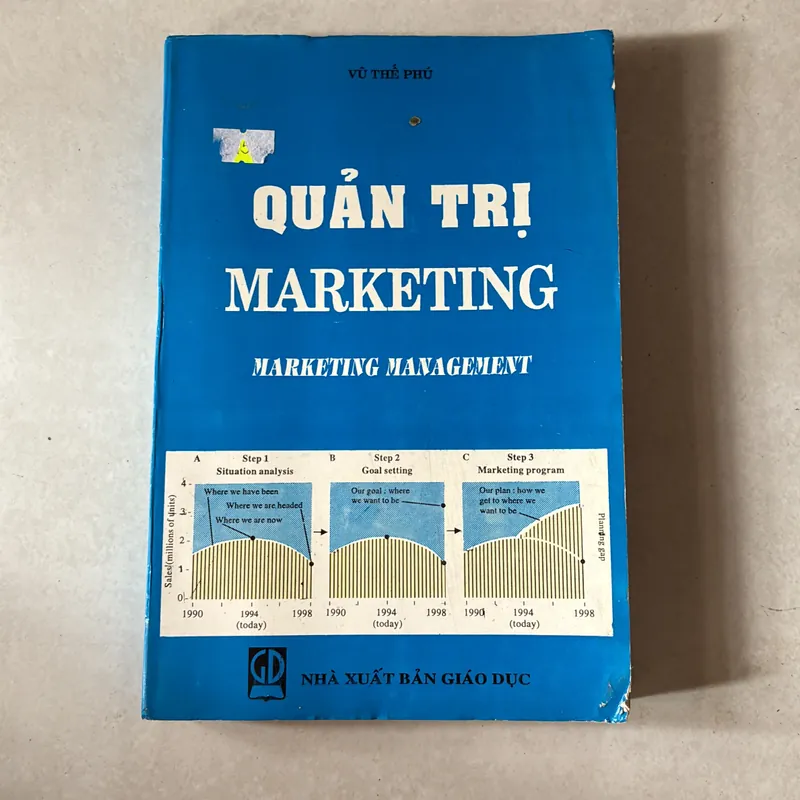 VŨ THẾ PHÚ
QUẢN TRỊ
MARKETING
MARKETING MANAGEMENT
A Step 1
Situation analysis
B Step 2
Goal setting
C Step 3
Marketing program
Sales/(millions of units)
4
3
2
1
0
Where we have been
Where we are headed
Where we are now
1990 1994 1998
(today)
Our goal : where
we want to be
1990 1994 1998
(today)
Our plan : how we
get to where we
want to be
Planning gap
1990 1994 1998
(today)
GD
NHÀ XUẤT BẢN GIÁO DỤC